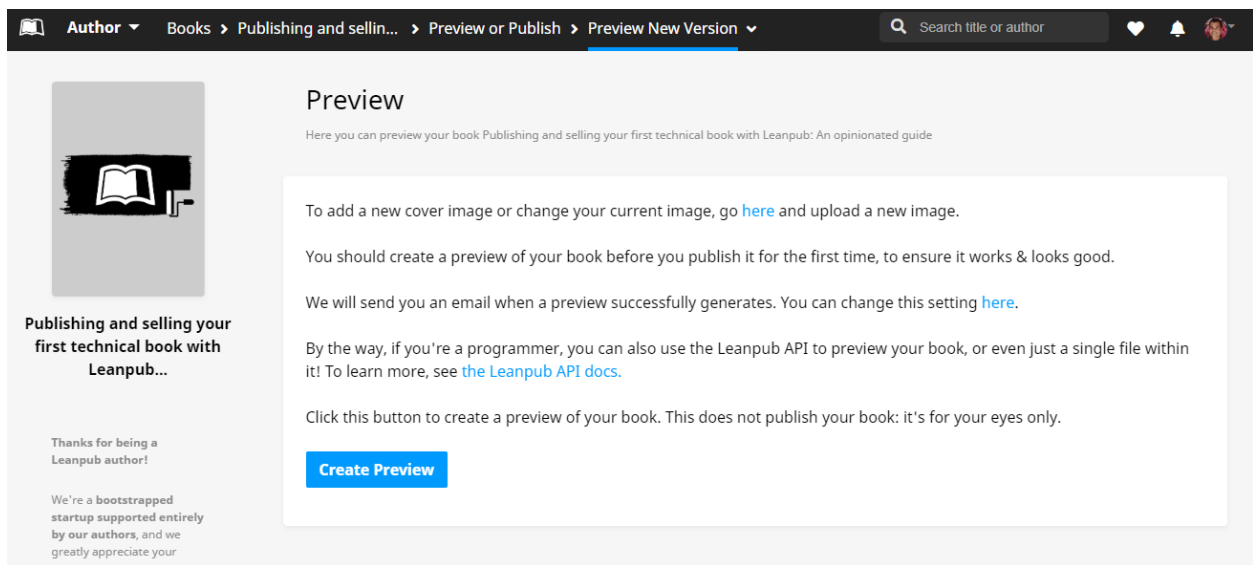 Author Books > Publishing and sellin... > Preview or Publish > Preview New Version Search title or author
Preview
Here you can preview your book Publishing and selling your first technical book with Leanpub: An opinionated guide
To add a new cover image or change your current image, go here and upload a new image.
You should create a preview of your book before you publish it for the first time, to ensure it works & looks good.
We will send you an email when a preview successfully generates. You can change this setting here.
By the way, if you're a programmer, you can also use the Leanpub API to preview your book, or even just a single file within
it! To learn more, see the Leanpub API docs.
Click this button to create a preview of your book. This does not publish your book: it's for your eyes only.
Create Preview
Publishing and selling your
first technical book with
Leanpub...
Thanks for being a
Leanpub author!
We're a bootstrapped
startup supported entirely
by our authors, and we
greatly appreciate your